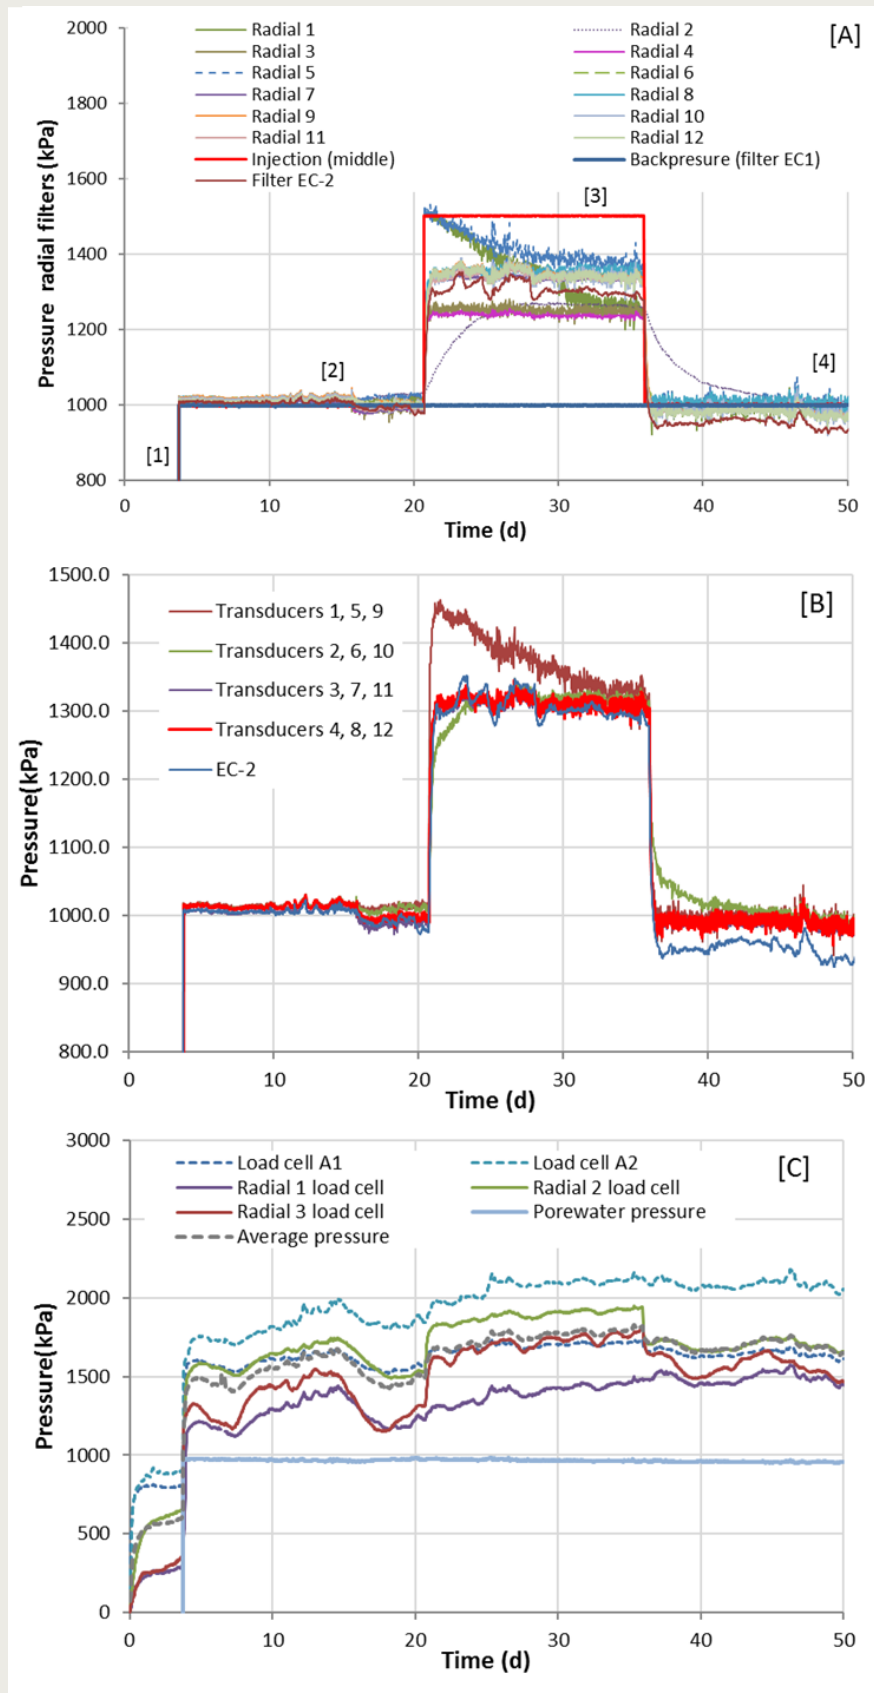 [A]
2000
1800
1600
1400
1200
1000
800
Pressure radial filters (kPa)
Radial 1
Radial 2
Radial 3
Radial 4
Radial 5
Radial 6
Radial 7
Radial 8
Radial 9
Radial 10
Radial 11
Radial 12
Injection (middle)
Backpresure (filter EC1)
Filter EC-2
[3]
[2]
[4]
[1]
0 10 20 30 40 50
Time (d)
[B]
1500.0
1400.0
1300.0
1200.0
1100.0
1000.0
900.0
800.0
Pressure(kPa)
Transducers 1, 5, 9
Transducers 2, 6, 10
Transducers 3, 7, 11
Transducers 4, 8, 12
EC-2
0 10 20 30 40 50
Time (d)
[C]
3000
2500
2000
1500
1000
500
0
Pressure(kPa)
Load cell A1
Load cell A2
Radial 1 load cell
Radial 2 load cell
Radial 3 load cell
Porewater pressure
Average pressure
0 10 20 30 40 50
Time (d)